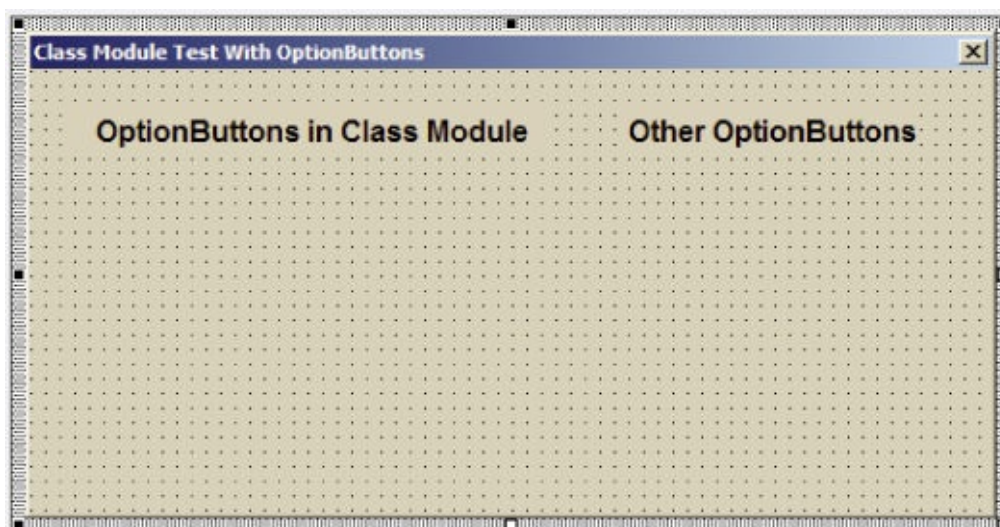 Class Module Test With OptionButtons
OptionButtons in Class Module
Other OptionButtons